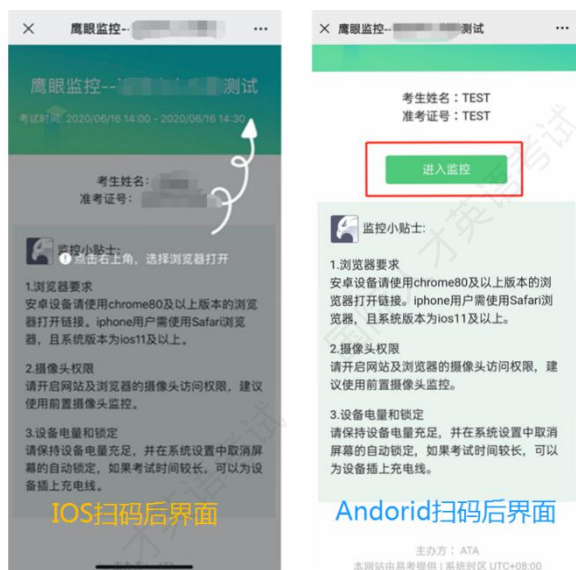 鹰眼监控--
鹰眼监控-- 测试
考试时间: 2020/06/16 14:00 - 2020/06/16 14:30
考生姓名:
准考证号:
监控小贴士:
点击右上角，选择浏览器打开
1.浏览器要求
安卓设备请使用chrome80及以上版本的浏览
器打开链接。iphone用户需使用Safari浏览
器，且系统版本为ios11及以上。
2.摄像头权限
请开启网站及浏览器的摄像头访问权限，建议
使用前置摄像头监控。
3.设备电量和锁定
请保持设备电量充足，并在系统设置中取消屏
幕的自动锁定，如果考试时间较长，可以为设
备插上充电线。
IOS扫码后界面
鹰眼监控-- 测试
考生姓名：TEST
准考证号：TEST
进入监控
监控小贴士:
1.浏览器要求
安卓设备请使用chrome80及以上版本的浏
览器打开链接。iphone用户需使用Safari浏
览器，且系统版本为ios11及以上。
2.摄像头权限
请开启网站及浏览器的摄像头访问权限，建
议使用前置摄像头监控。
3.设备电量和锁定
请保持设备电量充足，并在系统设置中取消
屏幕的自动锁定，如果考试时间较长，可以
为设备插上充电线。
Andorid扫码后界面
主办方：ATA
本网站由易考提供 | 系统时区 UTC+08:00